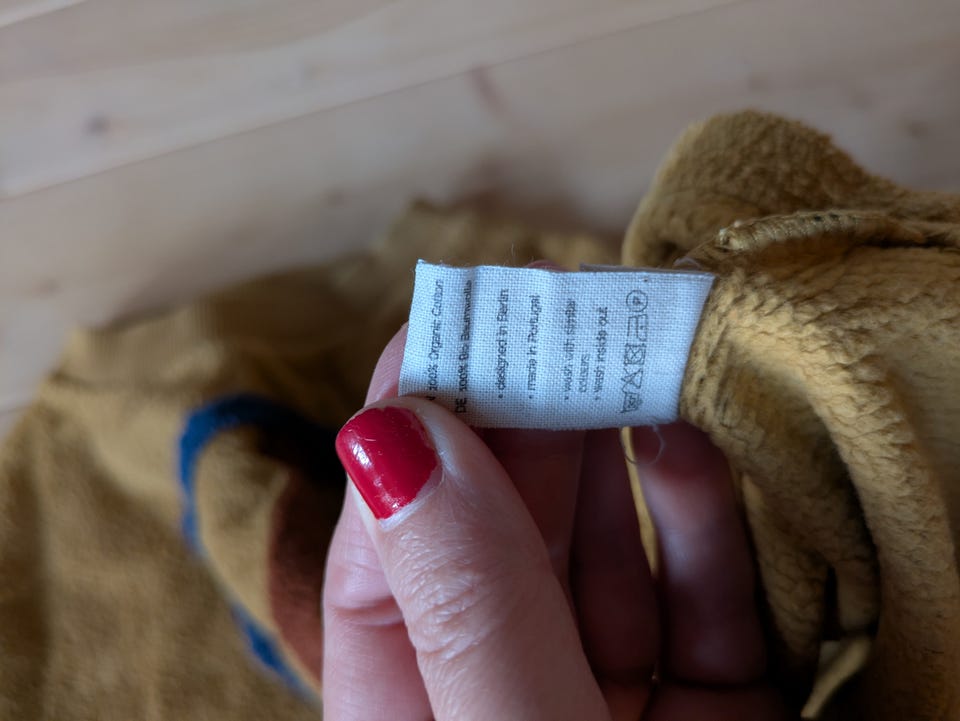 100% Organic Cotton
DE 100% Bio Baumwolle
• designed in Berlin
• made in Portugal
• wash with similar
colours
• wash inside out
P